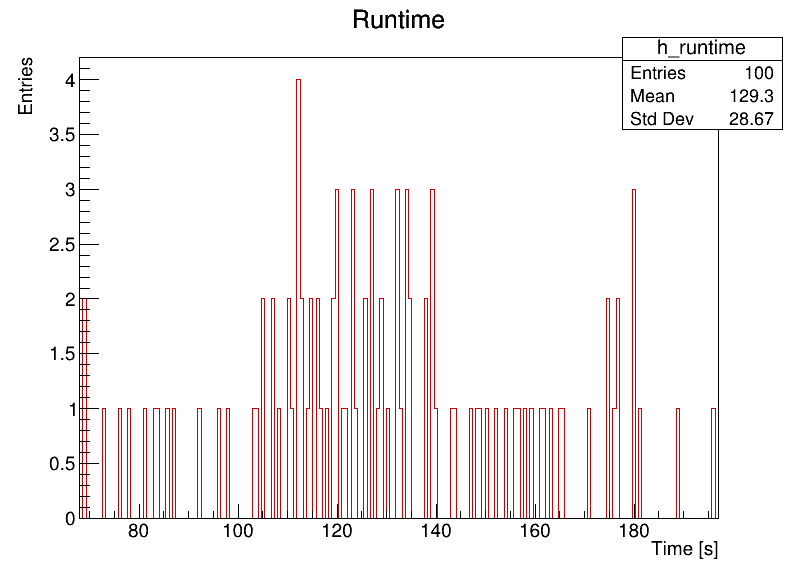 Runtime
h_runtime
Entries 100
Mean 129.3
Std Dev 28.67
Entries
4
3.5
3
2.5
2
1.5
1
0.5
0
80 100 120 140 160 180
Time [s]